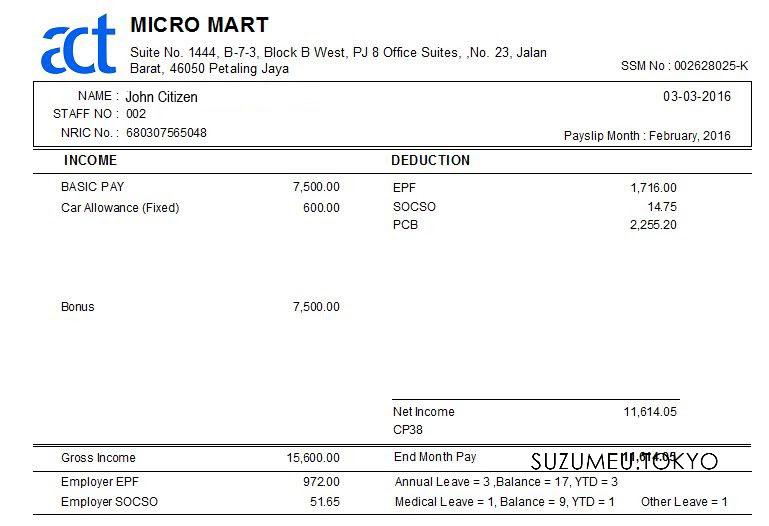 act
MICRO MART
Suite No. 1444, B-7-3, Block B West, PJ 8 Office Suites, ,No. 23, Jalan
Barat, 46050 Petaling Jaya
SSM No : 002628025-K
NAME : John Citizen 03-03-2016
STAFF NO : 002
NRIC No. : 680307565048 Payslip Month : February, 2016
INCOME DEDUCTION
BASIC PAY 7,500.00 EPF 1,716.00
Car Allowance (Fixed) 600.00 SOCSO 14.75
PCB 2,255.20
Bonus 7,500.00
Net Income 11,614.05
CP38
Gross Income 15,600.00 End Month Pay 11,614.05
SUZUMEU.TOKYO
Employer EPF 972.00 Annual Leave = 3 ,Balance = 17, YTD = 3
Employer SOCSO 51.65 Medical Leave = 1, Balance = 9, YTD = 1 Other Leave = 1